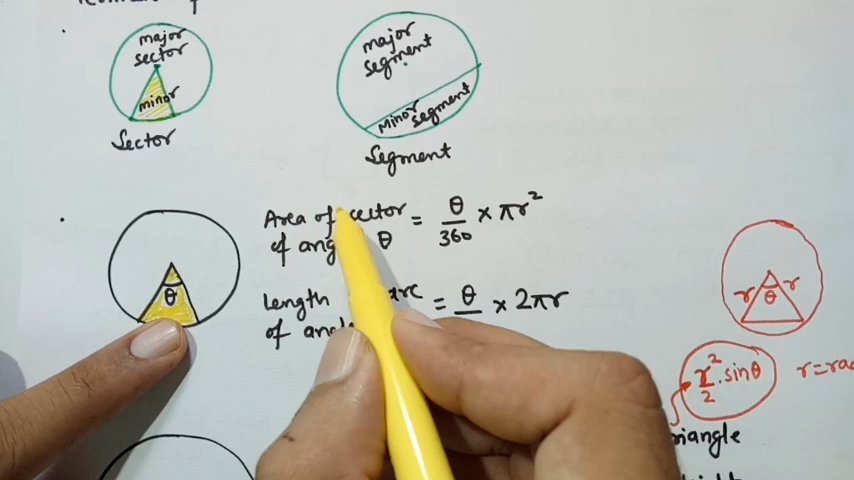 major
sector
minor
Sector
major
segment
Minor segment
Segment
Area of sector = θ/360 × πr²
of ang θ
θ
Length arc = θ × 2πr
of angl
r θ r
r²/2 · sinθ
r = ra
riangle